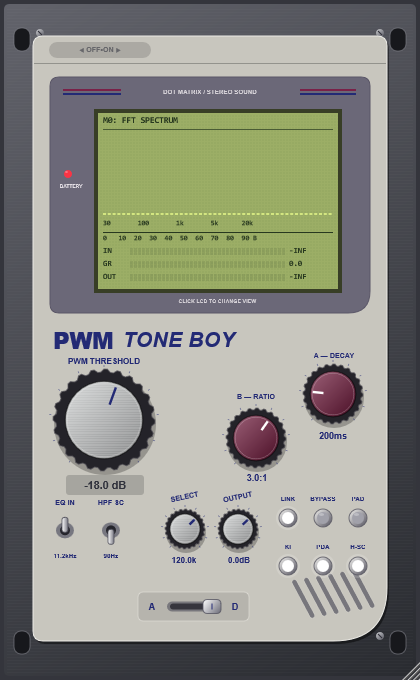 ◀ OFF•ON ▶
DOT MATRIX / STEREO SOUND
M0: FFT SPECTRUM
BATTERY
30 100 1k 5k 20k
0 10 20 30 40 50 60 70 80 90 B
IN -INF
GR 0.0
OUT -INF
CLICK LCD TO CHANGE VIEW
PWM TONE BOY
A — DECAY
PWM THRESHOLD
B — RATIO
200ms
3.0:1
-18.0 dB
SELECT OUTPUT
EQ IN HPF SC
LINK BYPASS PAD
11.2kHz 90Hz
120.0k 0.0dB
KI PDA H-SC
A D